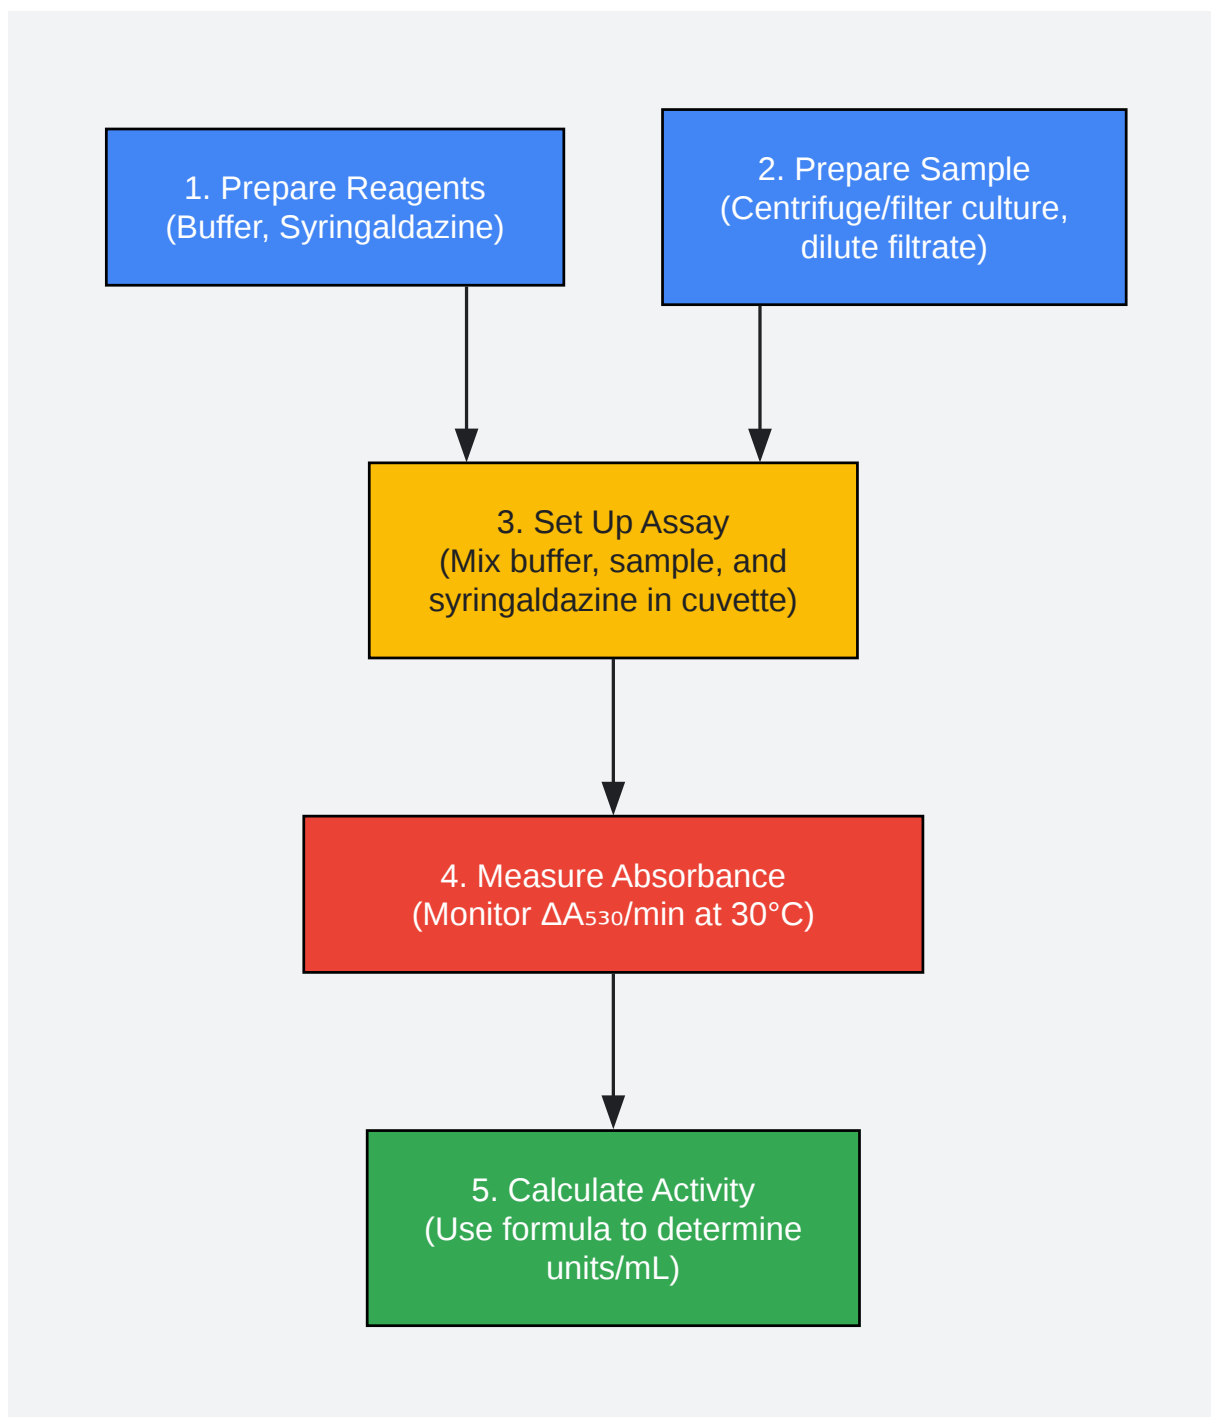 1. Prepare Reagents
(Buffer, Syringaldazine)
2. Prepare Sample
(Centrifuge/filter culture,
dilute filtrate)
3. Set Up Assay
(Mix buffer, sample, and
syringaldazine in cuvette)
4. Measure Absorbance
(Monitor ΔA₅₃₀/min at 30°C)
5. Calculate Activity
(Use formula to determine
units/mL)